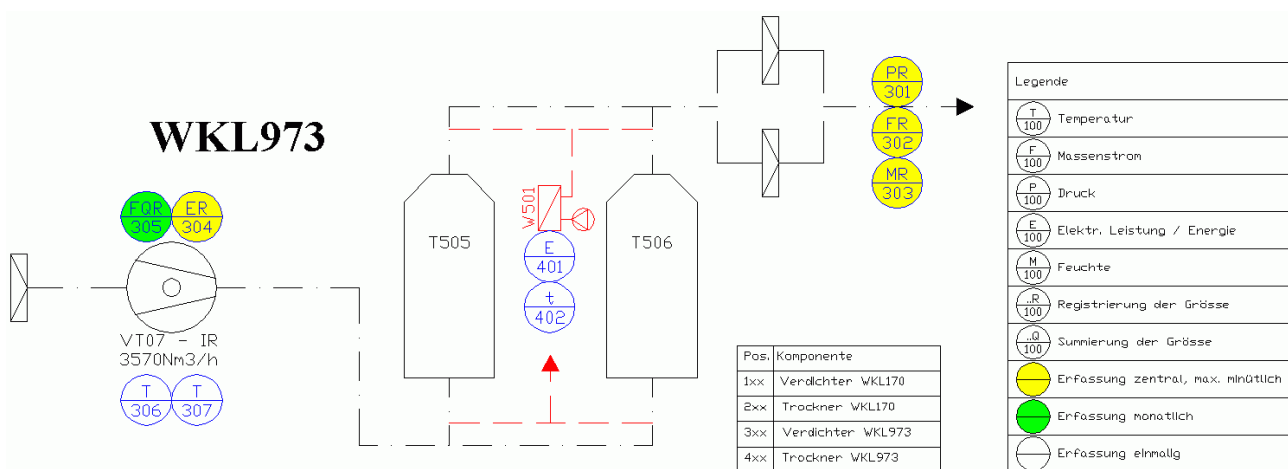 WKL973
FQR
305
ER
304
VT07 - IR
3570Nm3/h
T
306
T
307
T505
W501
E
401
t
402
T506
PR
301
FR
302
MR
303
Pos. Komponente
1xx Verdichter WKL170
2xx Trockner WKL170
3xx Verdichter WKL973
4xx Trockner WKL973
Legende
T
100 Temperatur
F
100 Massenstrom
P
100 Druck
E
100 Elektr. Leistung / Energie
M
100 Feuchte
..R
100 Registrierung der Grösse
..Q
100 Summierung der Grösse
Erfassung zentral, max. minütlich
Erfassung monatlich
Erfassung einmalig